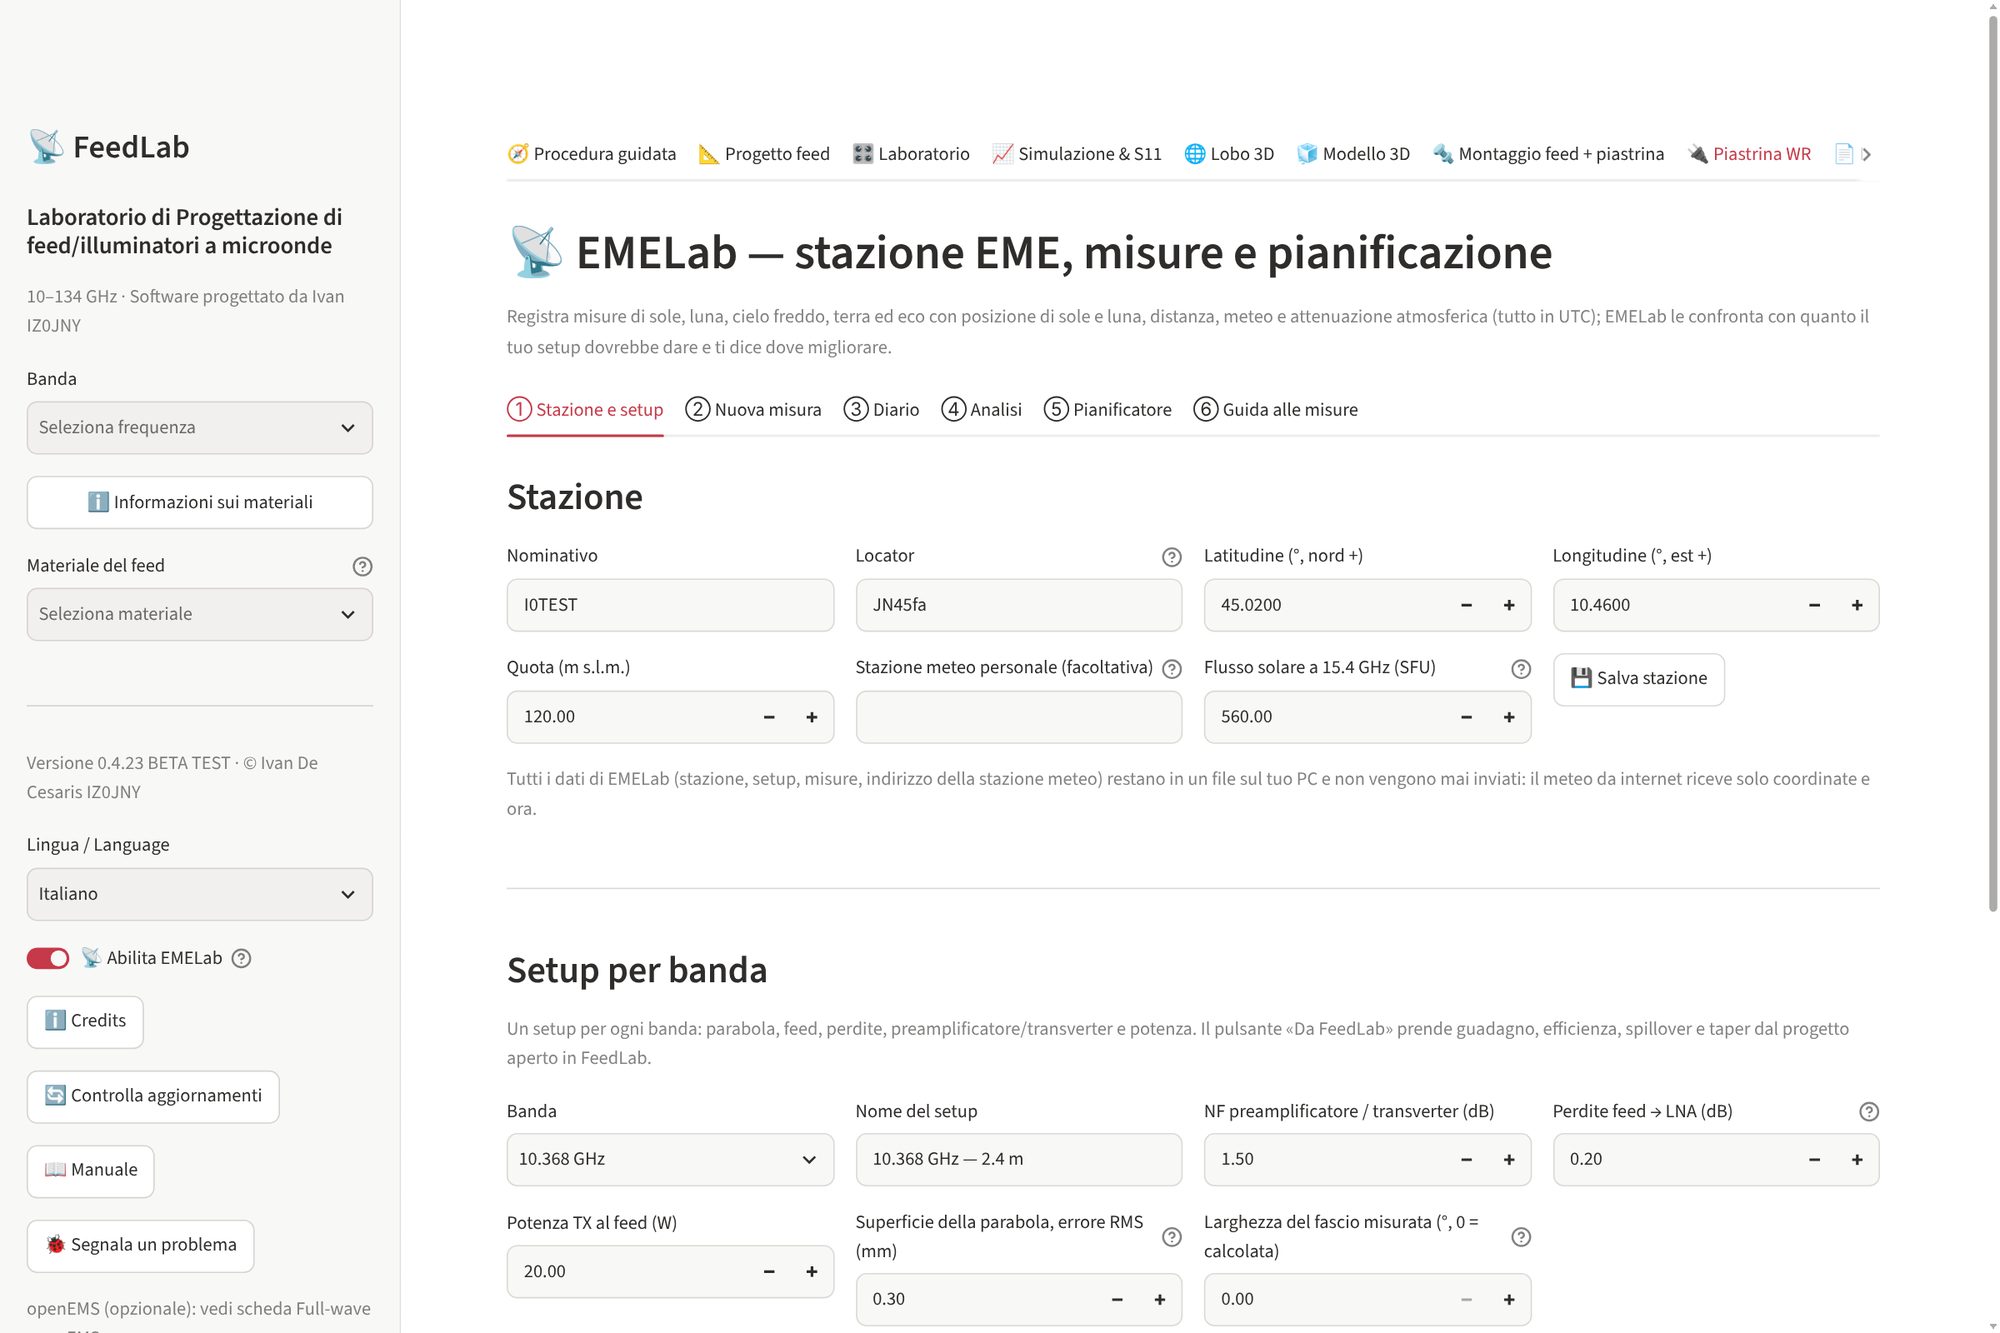 FeedLab
Laboratorio di Progettazione di
feed/illuminatori a microonde
10–134 GHz · Software progettato da Ivan
IZ0JNY
Banda
Seleziona frequenza
Informazioni sui materiali
Materiale del feed
Seleziona materiale
Versione 0.4.23 BETA TEST · © Ivan De
Cesaris IZ0JNY
Lingua / Language
Italiano
Abilita EMELab
Credits
Controlla aggiornamenti
Manuale
Segnala un problema
openEMS (opzionale): vedi scheda Full-wave
Procedura guidata Progetto feed Laboratorio Simulazione & S11 Lobo 3D Modello 3D Montaggio feed + piastrina Piastrina WR
EMELab — stazione EME, misure e pianificazione
Registra misure di sole, luna, cielo freddo, terra ed eco con posizione di sole e luna, distanza, meteo e attenuazione atmosferica (tutto in UTC); EMELab le confronta con quanto il
tuo setup dovrebbe dare e ti dice dove migliorare.
① Stazione e setup ② Nuova misura ③ Diario ④ Analisi ⑤ Pianificatore ⑥ Guida alle misure
Stazione
Nominativo Locator Latitudine (°, nord +) Longitudine (°, est +)
I0TEST JN45fa 45.0200 10.4600
Quota (m s.l.m.) Stazione meteo personale (facoltativa) Flusso solare a 15.4 GHz (SFU)
Salva stazione
120.00 560.00
Tutti i dati di EMELab (stazione, setup, misure, indirizzo della stazione meteo) restano in un file sul tuo PC e non vengono mai inviati: il meteo da internet riceve solo coordinate e
ora.
Setup per banda
Un setup per ogni banda: parabola, feed, perdite, preamplificatore/transverter e potenza. Il pulsante «Da FeedLab» prende guadagno, efficienza, spillover e taper dal progetto
aperto in FeedLab.
Banda Nome del setup NF preamplificatore / transverter (dB) Perdite feed → LNA (dB)
10.368 GHz 10.368 GHz — 2.4 m 1.50 0.20
Potenza TX al feed (W) Superficie della parabola, errore RMS
(mm) Larghezza del fascio misurata (°, 0 =
calcolata)
20.00 0.30 0.00